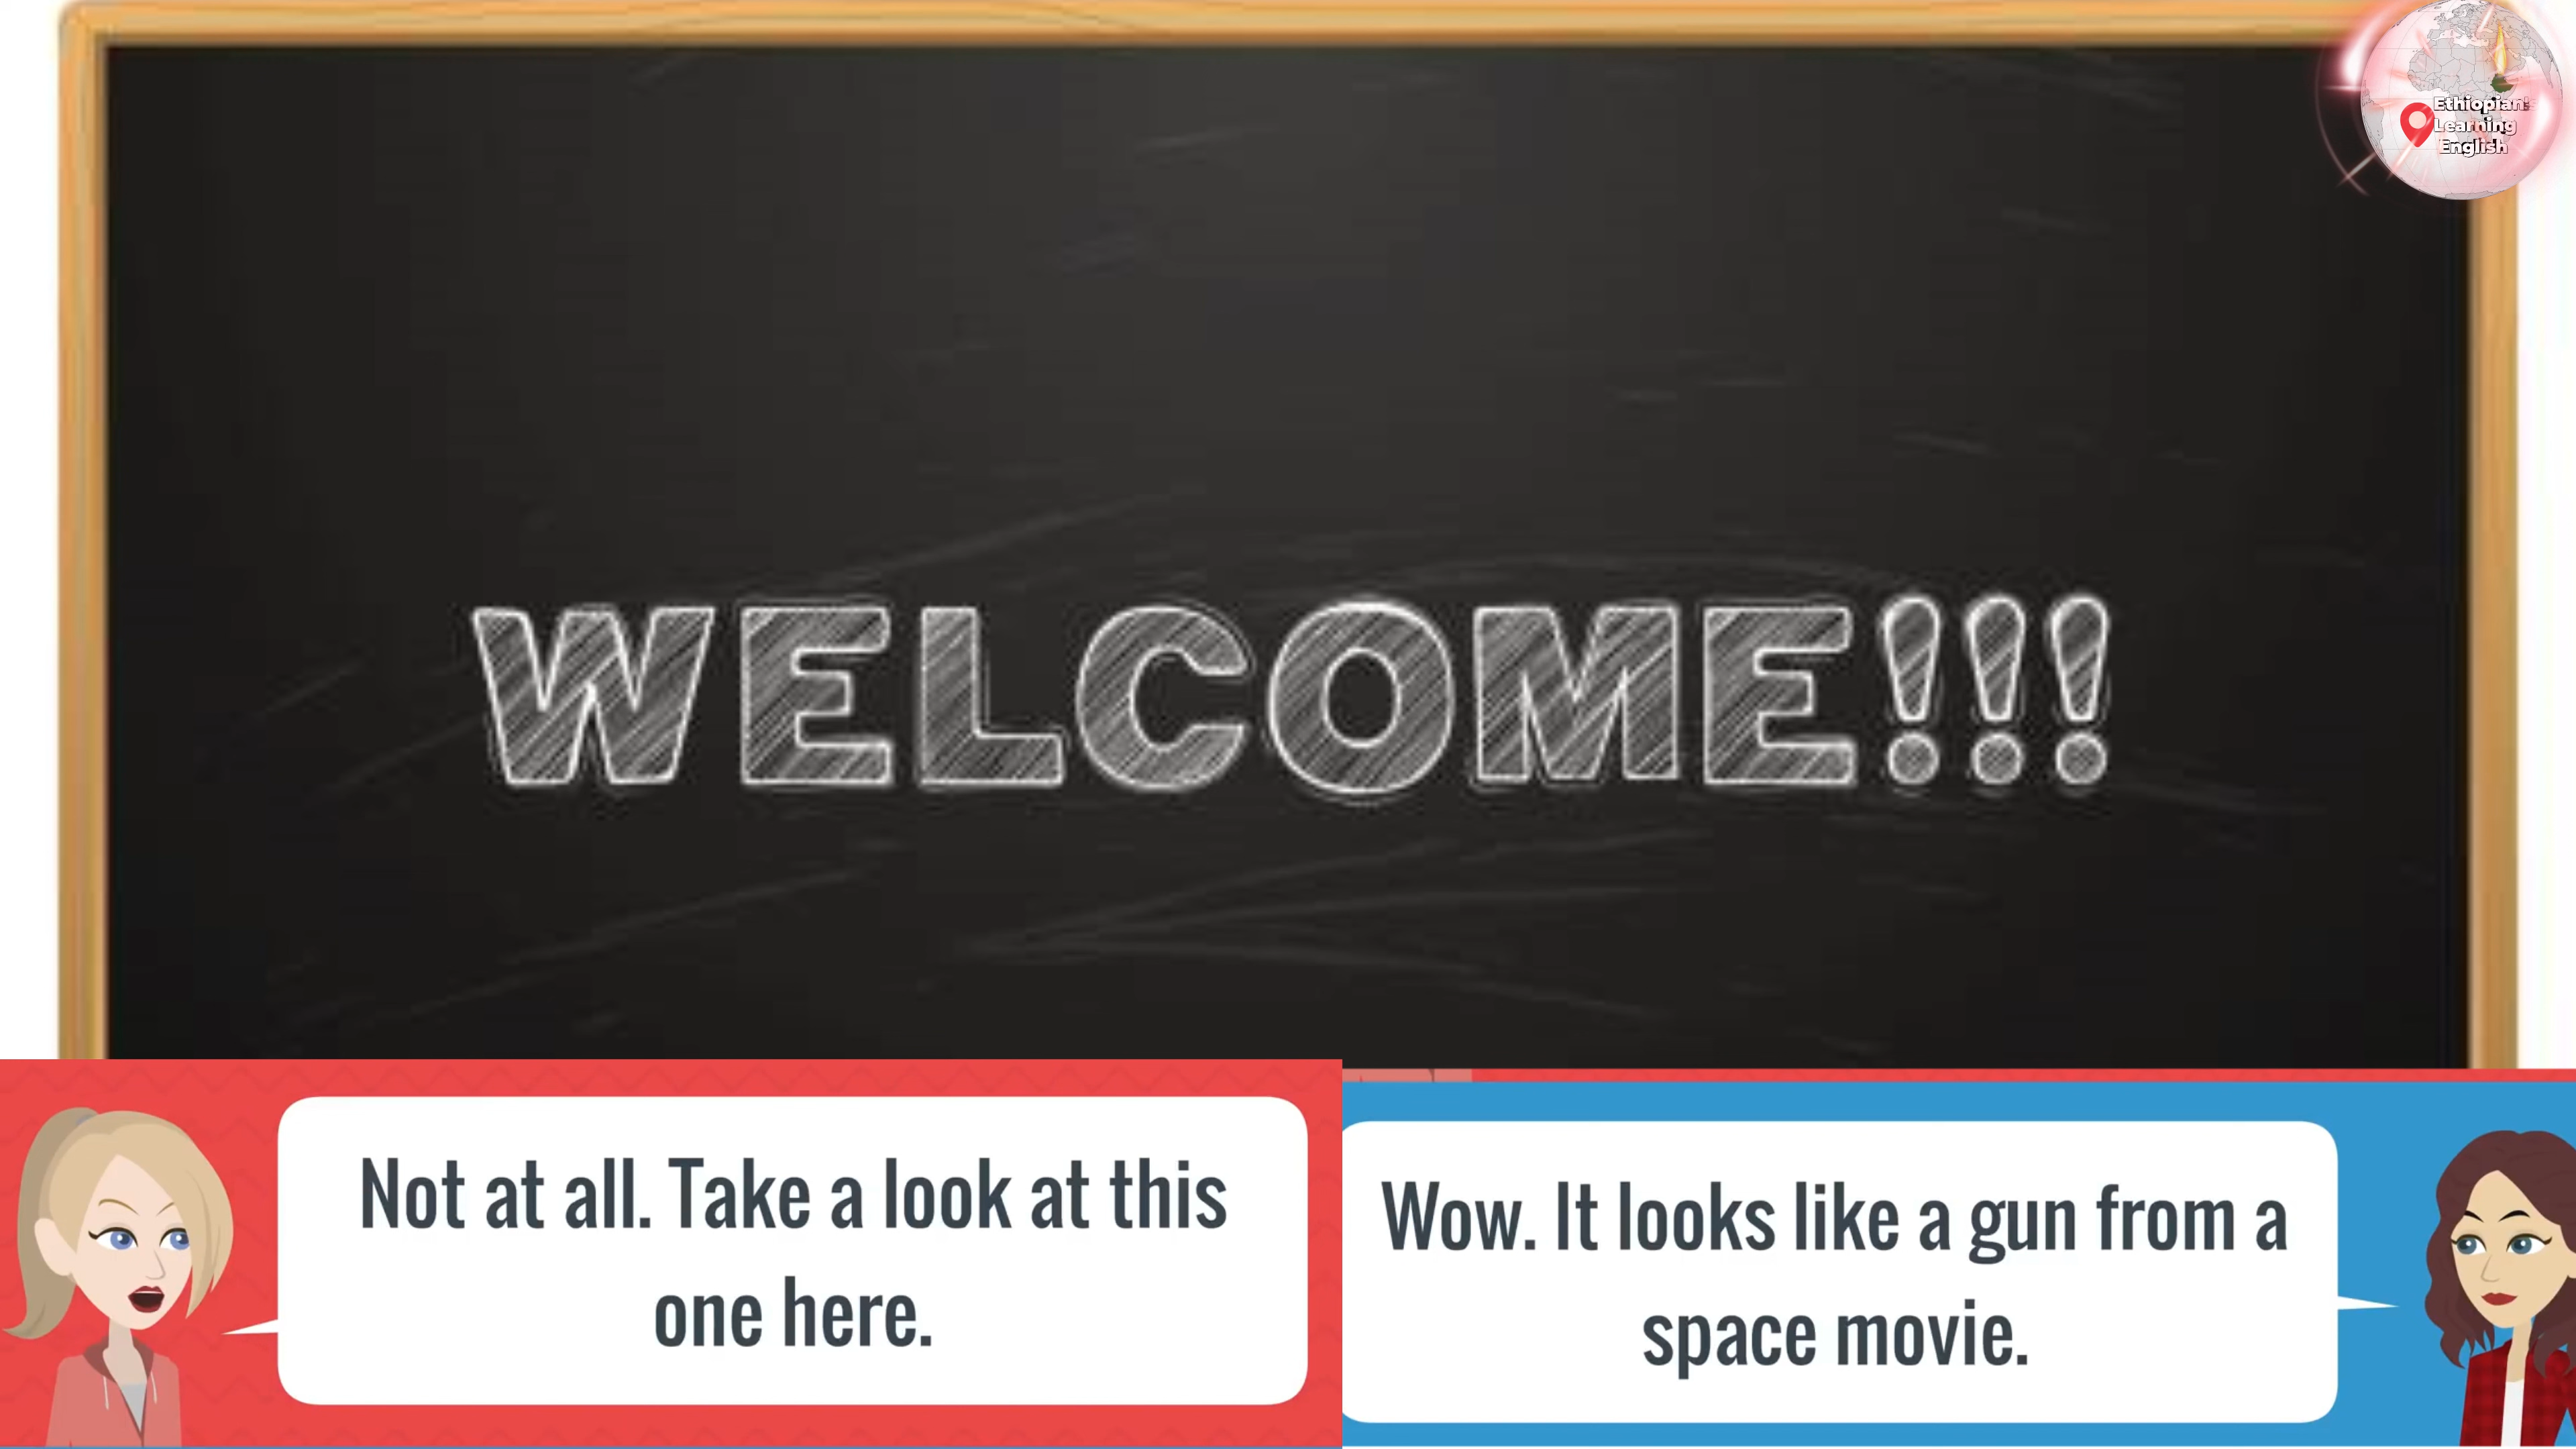 Ethiopian's
Learning
English
WELCOME!!!
Not at all. Take a look at this
one here.
Wow. It looks like a gun from a
space movie.